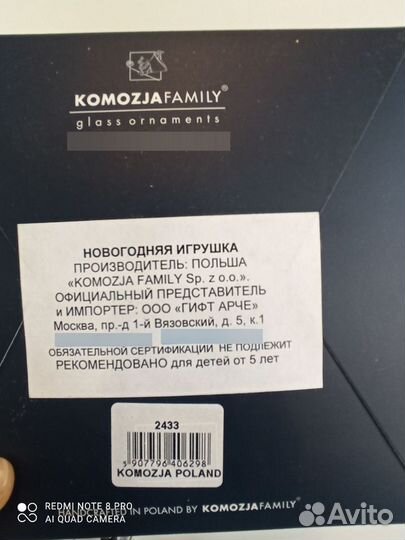 KOMOZJAFAMILY®
glass ornaments
НОВОГОДНЯЯ ИГРУШКА
ПРОИЗВОДИТЕЛЬ: ПОЛЬША
«KOMOZJA FAMILY Sp. z o.o.».
ОФИЦИАЛЬНЫЙ ПРЕДСТАВИТЕЛЬ
и ИМПОРТЕР: ООО «ГИФТ АРЧЕ»
Москва, пр-д 1-й Вязовский, д. 5, к.1
ОБЯЗАТЕЛЬНОЙ СЕРТИФИКАЦИИ НЕ ПОДЛЕЖИТ
РЕКОМЕНДОВАНО для детей от 5 лет
2433
5 907796 406298
KOMOZJA POLAND
HANDCRAFTED IN POLAND BY KOMOZJAFAMILY®
REDMI NOTE 8 PRO
AI QUAD CAMERA
Avito